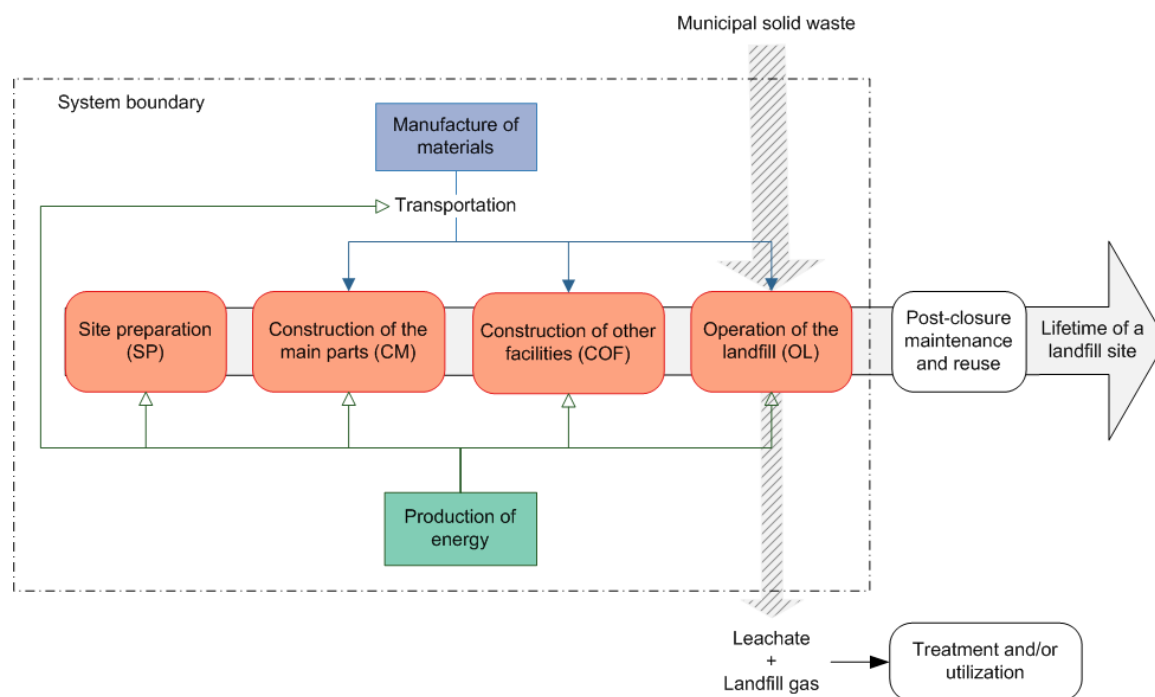 Municipal solid waste
System boundary
Manufacture of
materials
Transportation
Site preparation
(SP)
Construction of the
main parts (CM)
Construction of other
facilities (COF)
Operation of the
landfill (OL)
Post-closure
maintenance
and reuse
Lifetime of a
landfill site
Production of
energy
Leachate
+
Landfill gas
Treatment and/or
utilization